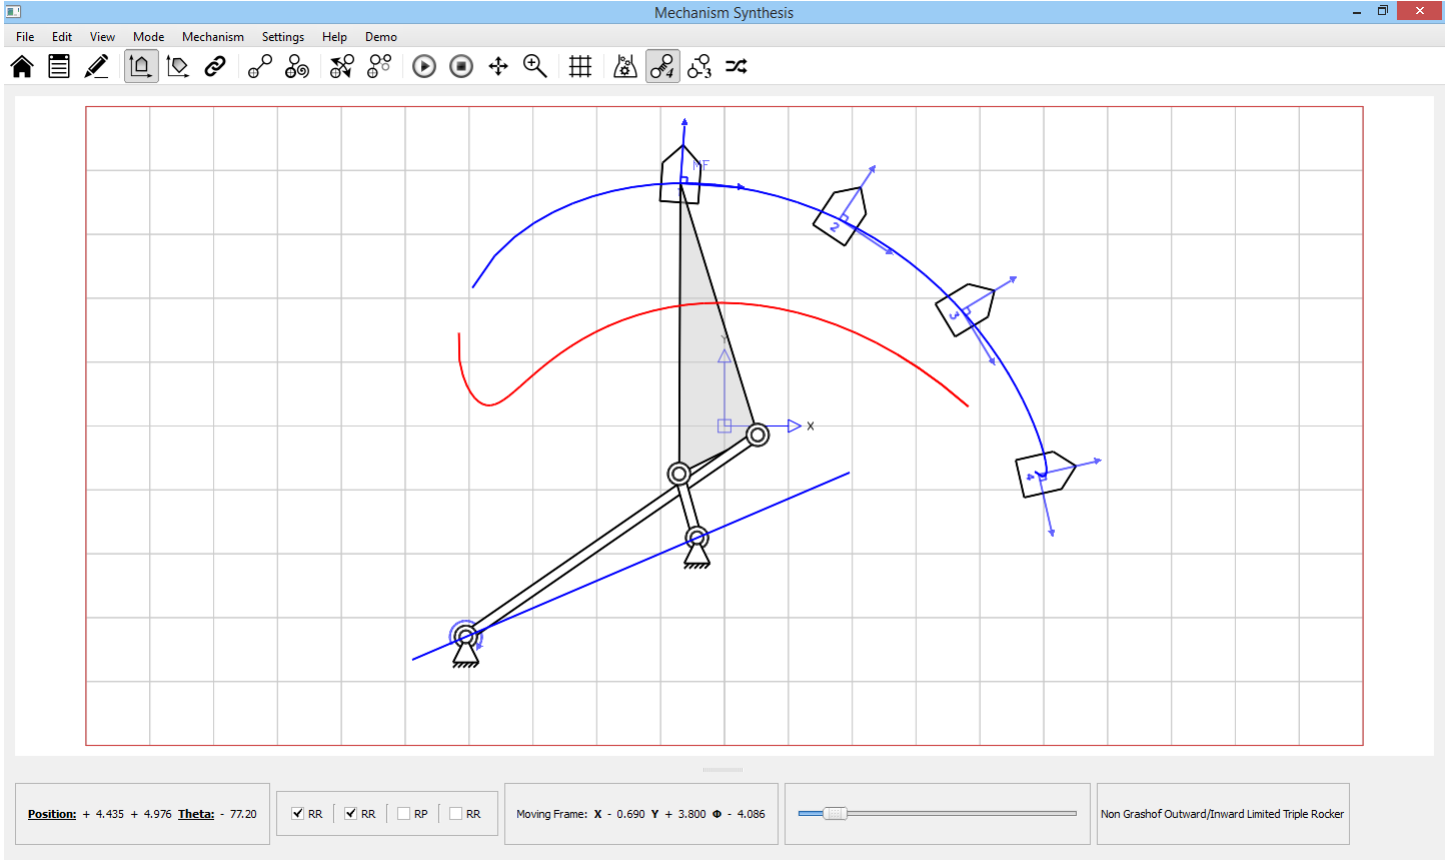 Mechanism Synthesis
File Edit View Mode Mechanism Settings Help Demo
4 3
MF
2
3
Y
X
4
Position: + 4.435 + 4.976 Theta: - 77.20
RR RR RP RR
Moving Frame: X - 0.690 Y + 3.800 Φ - 4.086
Non Grashof Outward/Inward Limited Triple Rocker